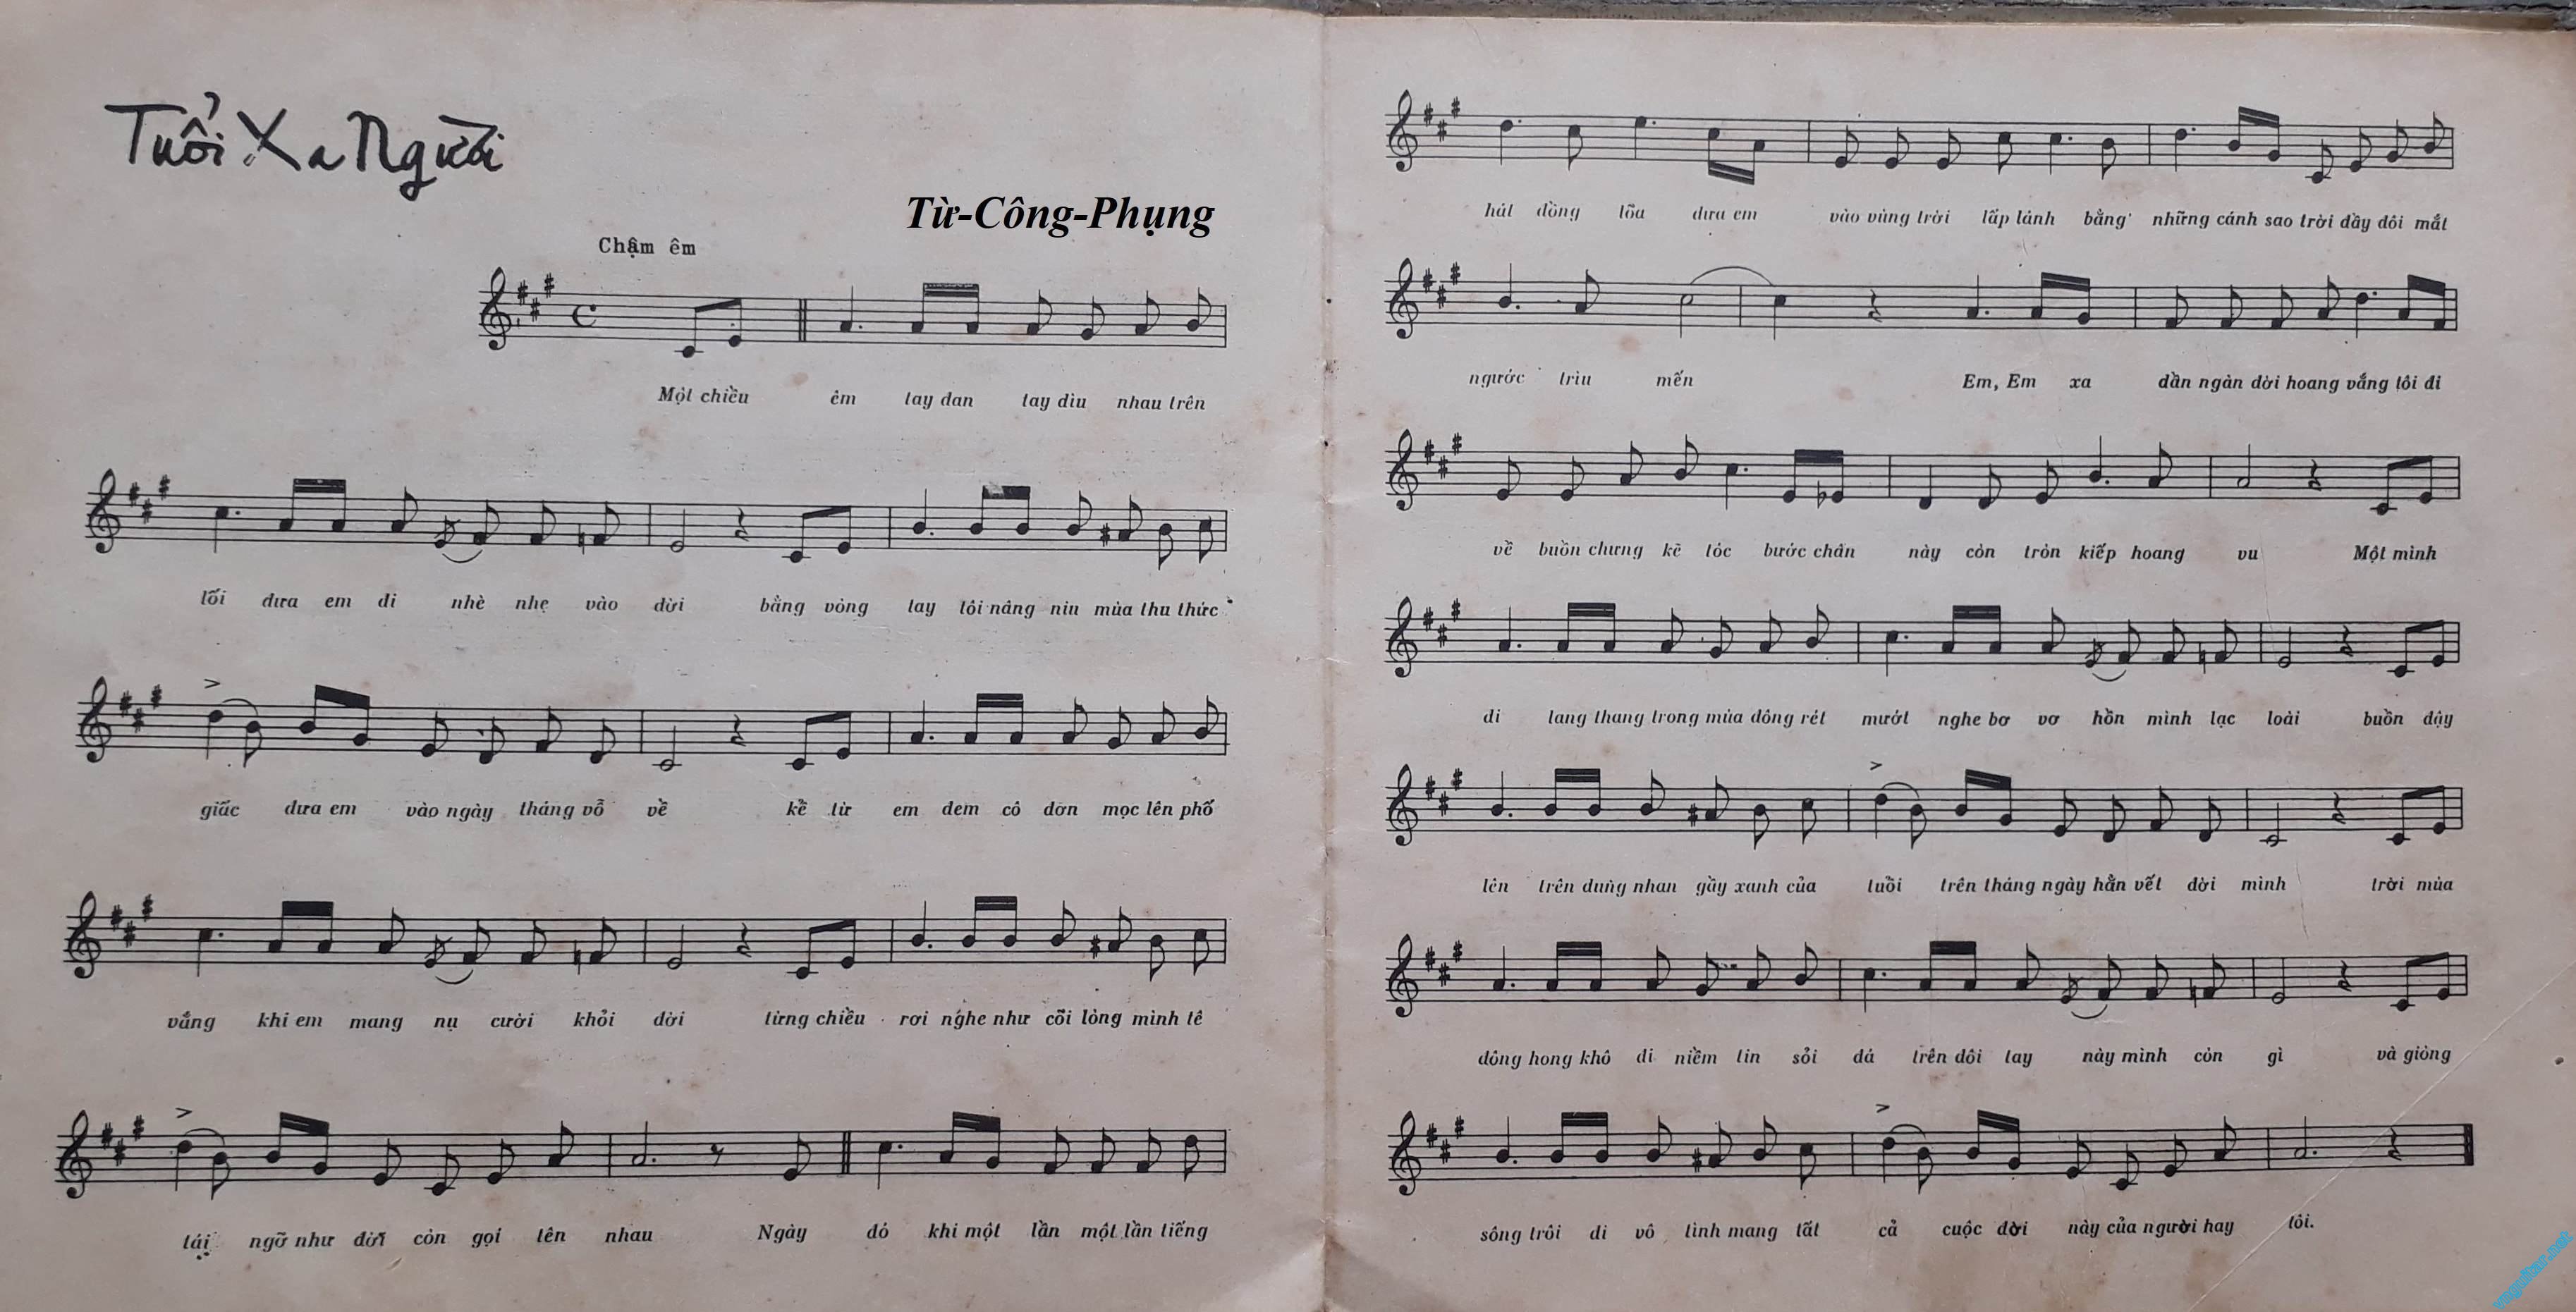 Tuổi Xa Người
Từ-Công-Phụng
Chậm êm
Một chiều êm tay đan tay dìu nhau trên
lối đưa em đi nhè nhẹ vào đời bằng vòng tay tôi nâng niu mùa thu thức
giấc đưa em vào ngày tháng vỗ về kể từ em đem cô đơn mọc lên phố
vắng khi em mang nụ cười khỏi đời từng chiều rơi nghe như cõi lòng mình tê
tái ngỡ như đời còn gọi tên nhau Ngày đó khi một lần một lần tiếng
hát đồng lõa đưa em vào vùng trời lấp lánh bằng những cánh sao trời đầy đôi mắt
ngước trìu mến Em, Em xa dần ngàn đời hoang vắng tôi đi
về buồn chưng kẽ tóc bước chân này còn tròn kiếp hoang vu Một mình
đi lang thang trong mùa đông rét mướt nghe bơ vơ hồn mình lạc loài buồn dậy
lên trên dung nhan gầy xanh của tuổi trên tháng ngày hằn vết đời mình trời mùa
đông hong khô đi niềm tin sỏi đá trên đôi tay này mình còn gì và giòng
sông trôi đi vô tình mang tất cả cuộc đời này của người hay tôi.